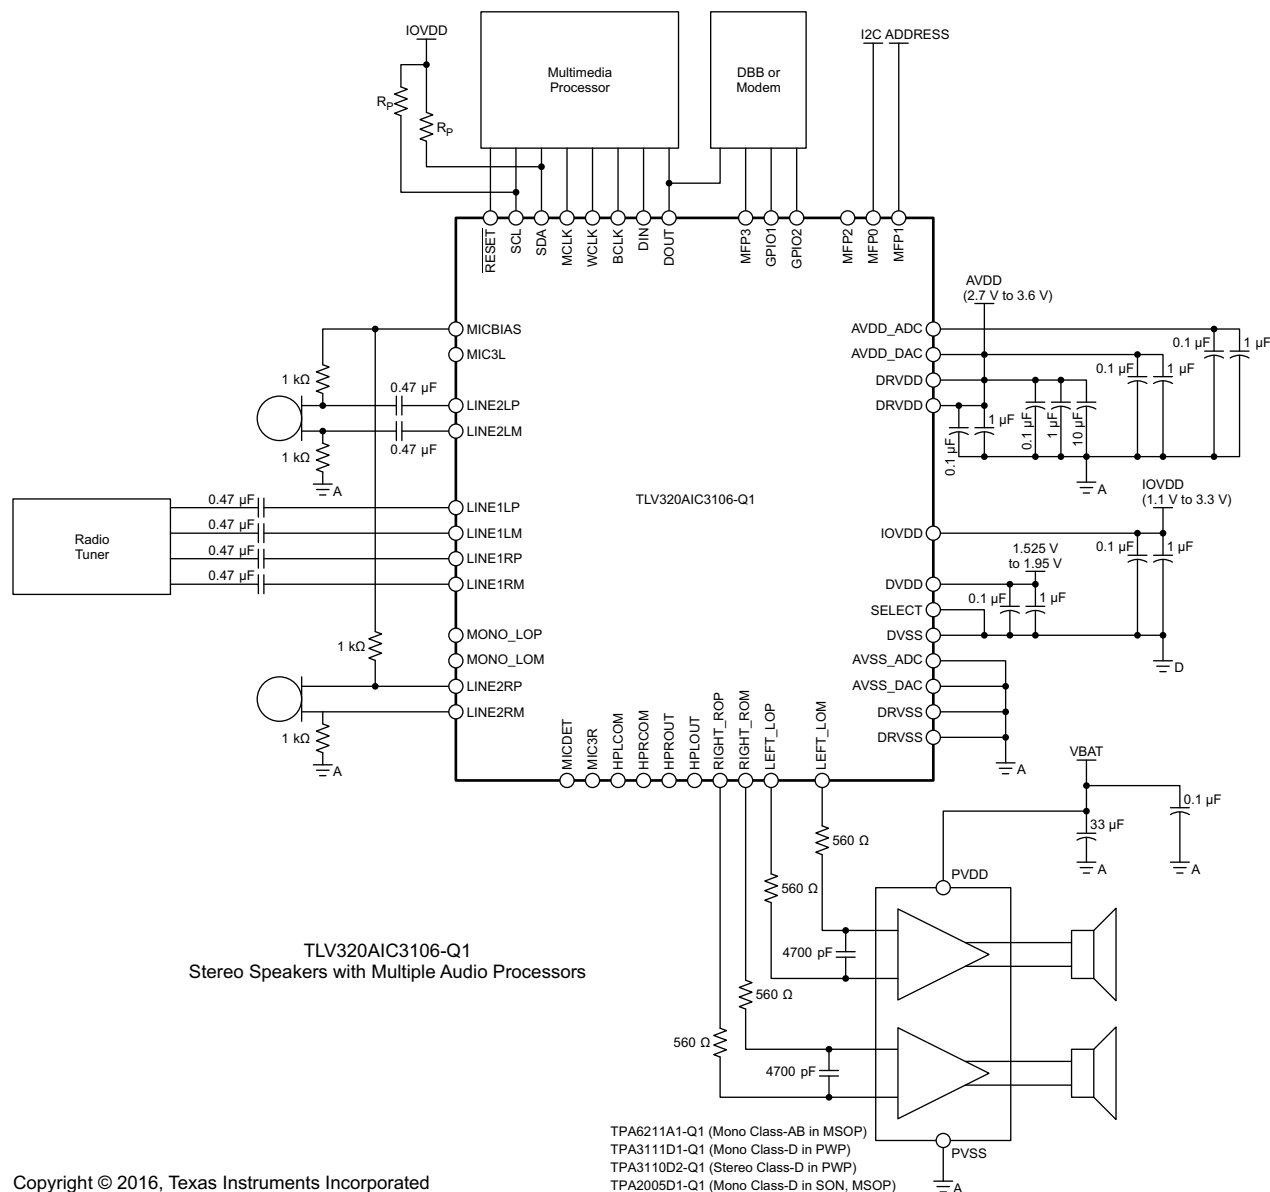 IOVDD
I2C ADDRESS
Multimedia
Processor
DBB or
Modem
RP
RP
RESET
SCL
SDA
MCLK
WCLK
BCLK
DIN
DOUT
MFP3
GPIO1
GPIO2
MFP2
MFP0
MFP1
AVDD
(2.7 V to 3.6 V)
MICBIAS
MIC3L
LINE2LP
LINE2LM
1 kΩ
0.47 µF
0.47 µF
1 kΩ
A
AVDD_ADC
AVDD_DAC
DRVDD
DRVDD
0.1 µF
1 µF
0.1 µF
1 µF
0.1 µF
1 µF
10 µF
0.1 µF
1 µF
A
Radio
Tuner
0.47 µF
0.47 µF
0.47 µF
0.47 µF
LINE1LP
LINE1LM
LINE1RP
LINE1RM
TLV320AIC3106-Q1
IOVDD
(1.1 V to 3.3 V)
IOVDD
0.1 µF
1 µF
1.525 V
to 1.95 V
DVDD
0.1 µF
1 µF
SELECT
DVSS
D
AVSS_ADC
AVSS_DAC
DRVSS
DRVSS
A
1 kΩ
MONO_LOP
MONO_LOM
LINE2RP
LINE2RM
1 kΩ
A
MICDET
MIC3R
HPLCOM
HPRCOM
HPROUT
HPLOUT
RIGHT_ROP
RIGHT_ROM
LEFT_LOP
LEFT_LOM
VBAT
0.1 µF
33 µF
A
A
560 Ω
560 Ω
PVDD
4700 pF
560 Ω
560 Ω
4700 pF
TLV320AIC3106-Q1
Stereo Speakers with Multiple Audio Processors
TPA6211A1-Q1 (Mono Class-AB in MSOP)
TPA3111D1-Q1 (Mono Class-D in PWP)
TPA3110D2-Q1 (Stereo Class-D in PWP)
TPA2005D1-Q1 (Mono Class-D in SON, MSOP)
PVSS
A
Copyright © 2016, Texas Instruments Incorporated